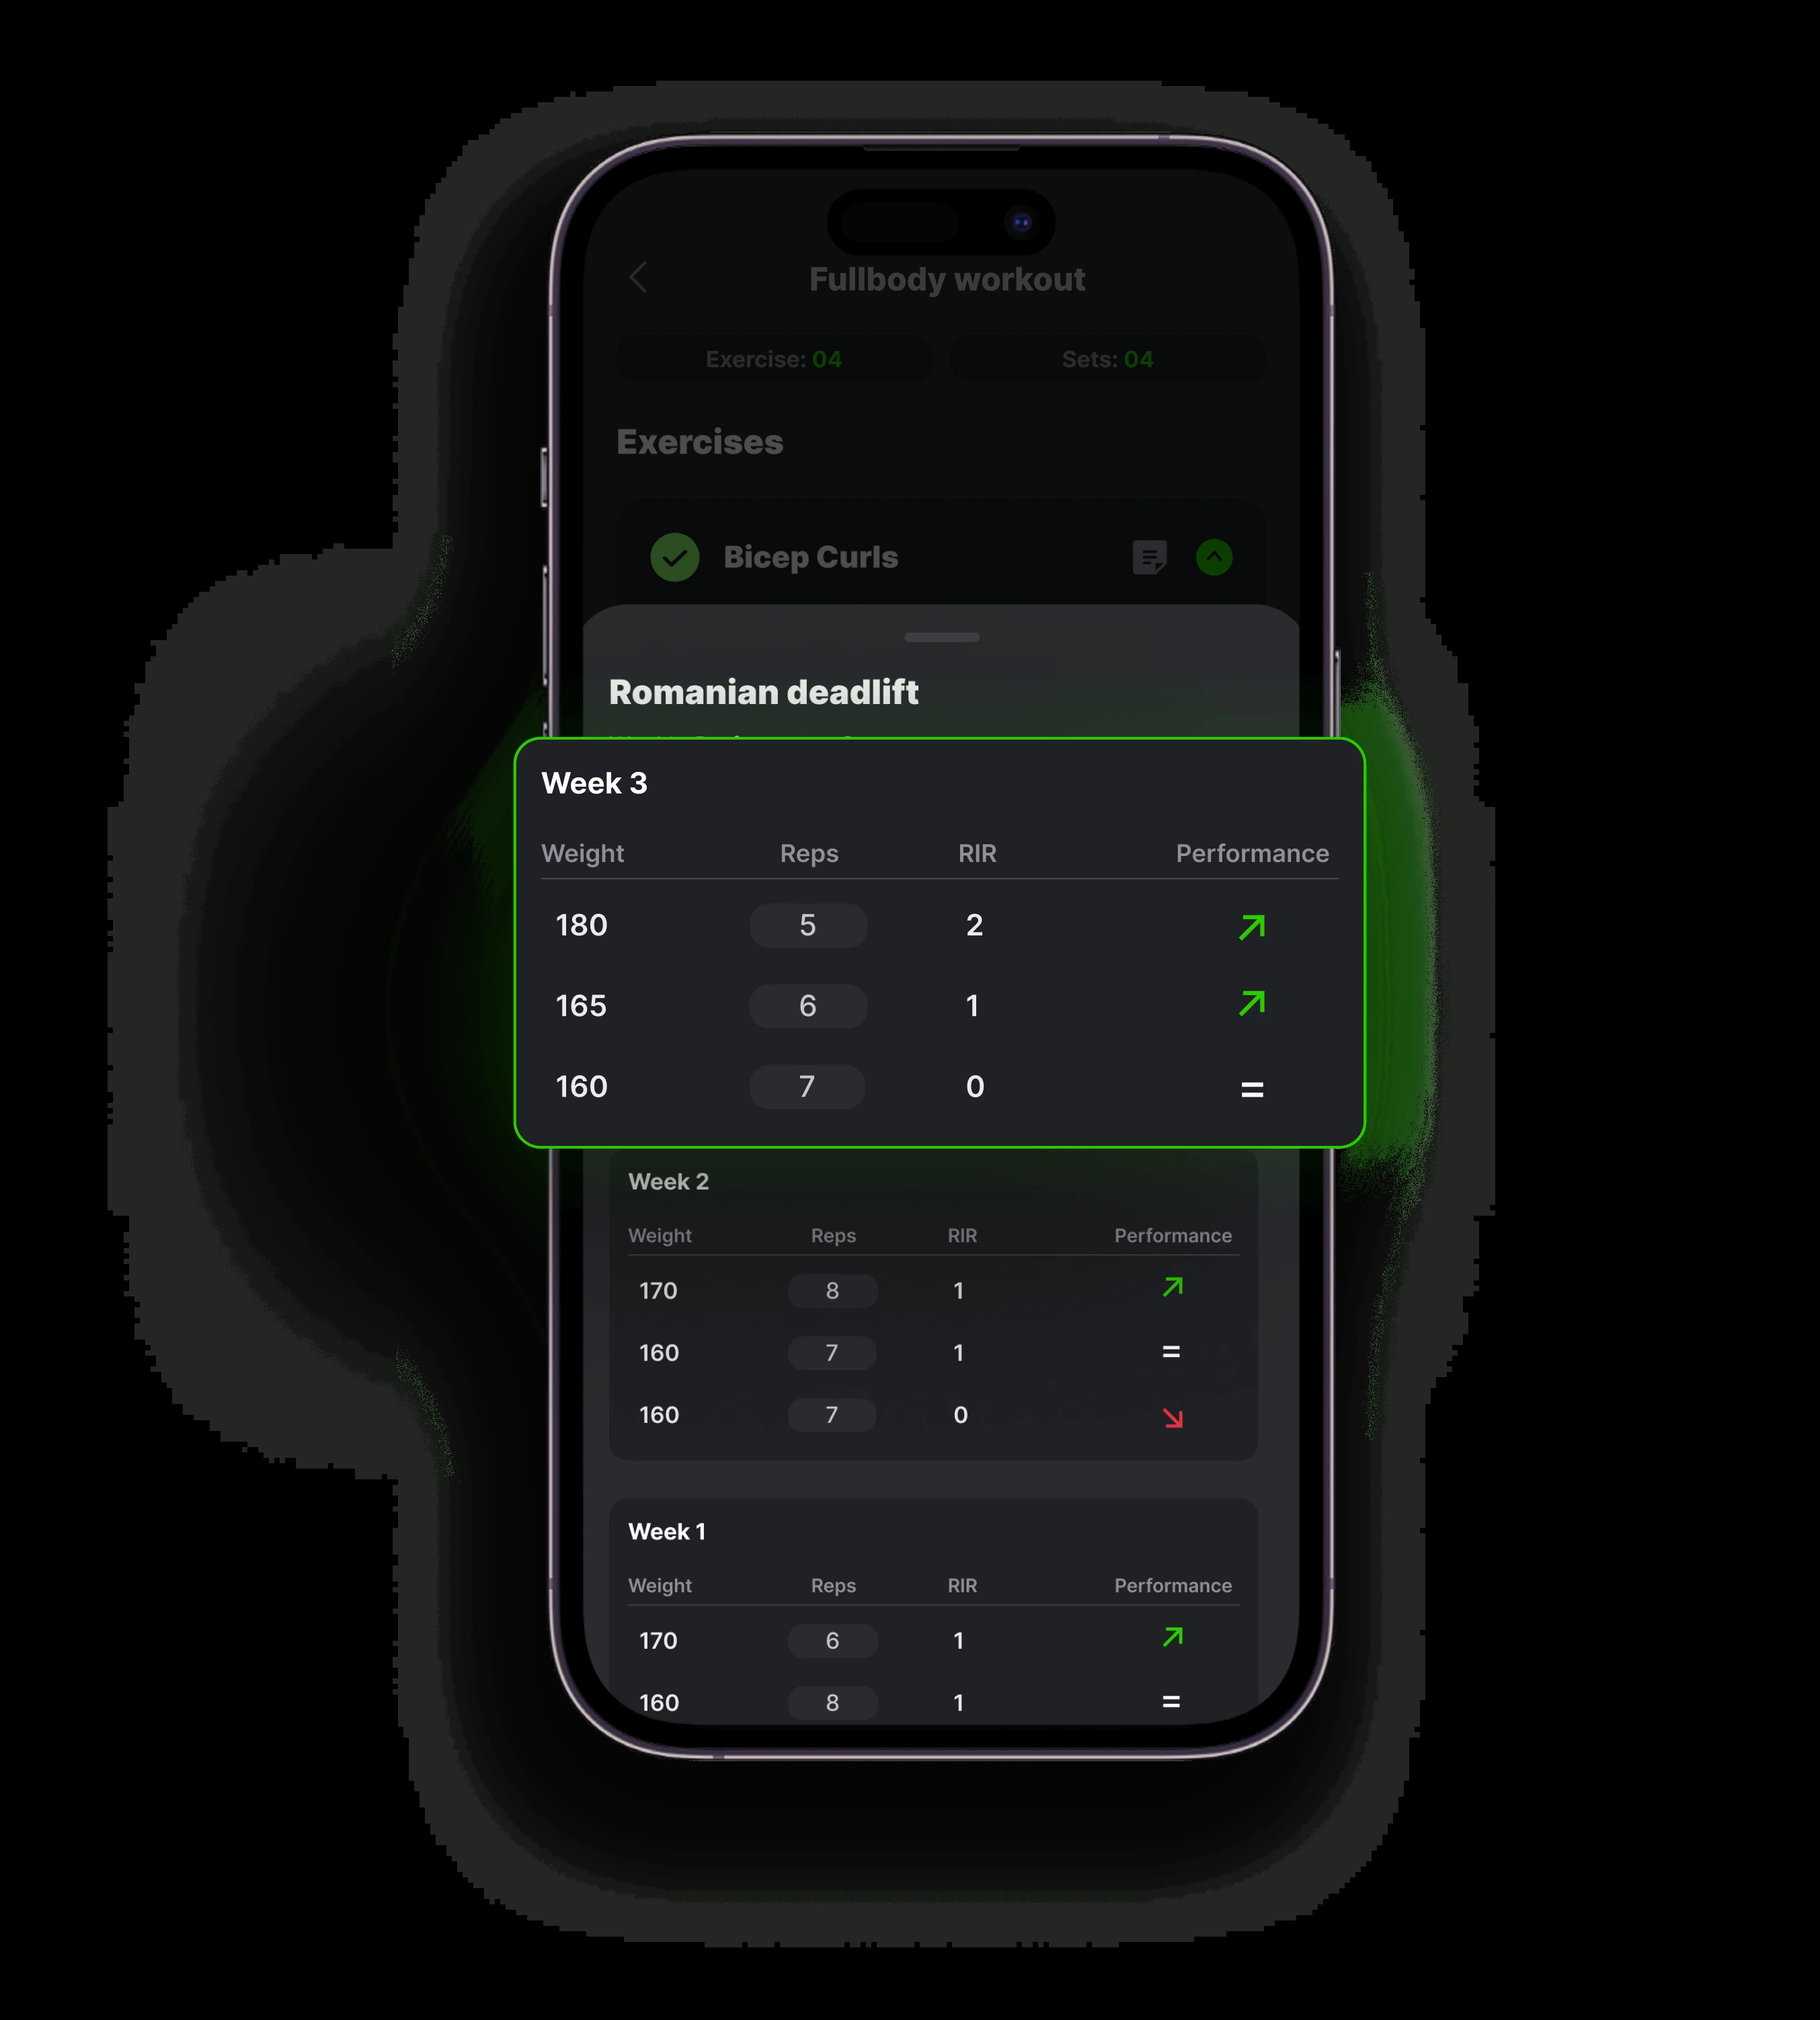 Fullbody workout
Exercise: 04 Sets: 04
Exercises
Bicep Curls
Romanian deadlift
Week 3
Weight Reps RIR Performance
180 5 2
165 6 1
160 7 0 =
Week 2
Weight Reps RIR Performance
170 8 1
160 7 1 =
160 7 0
Week 1
Weight Reps RIR Performance
170 6 1
160 8 1 =